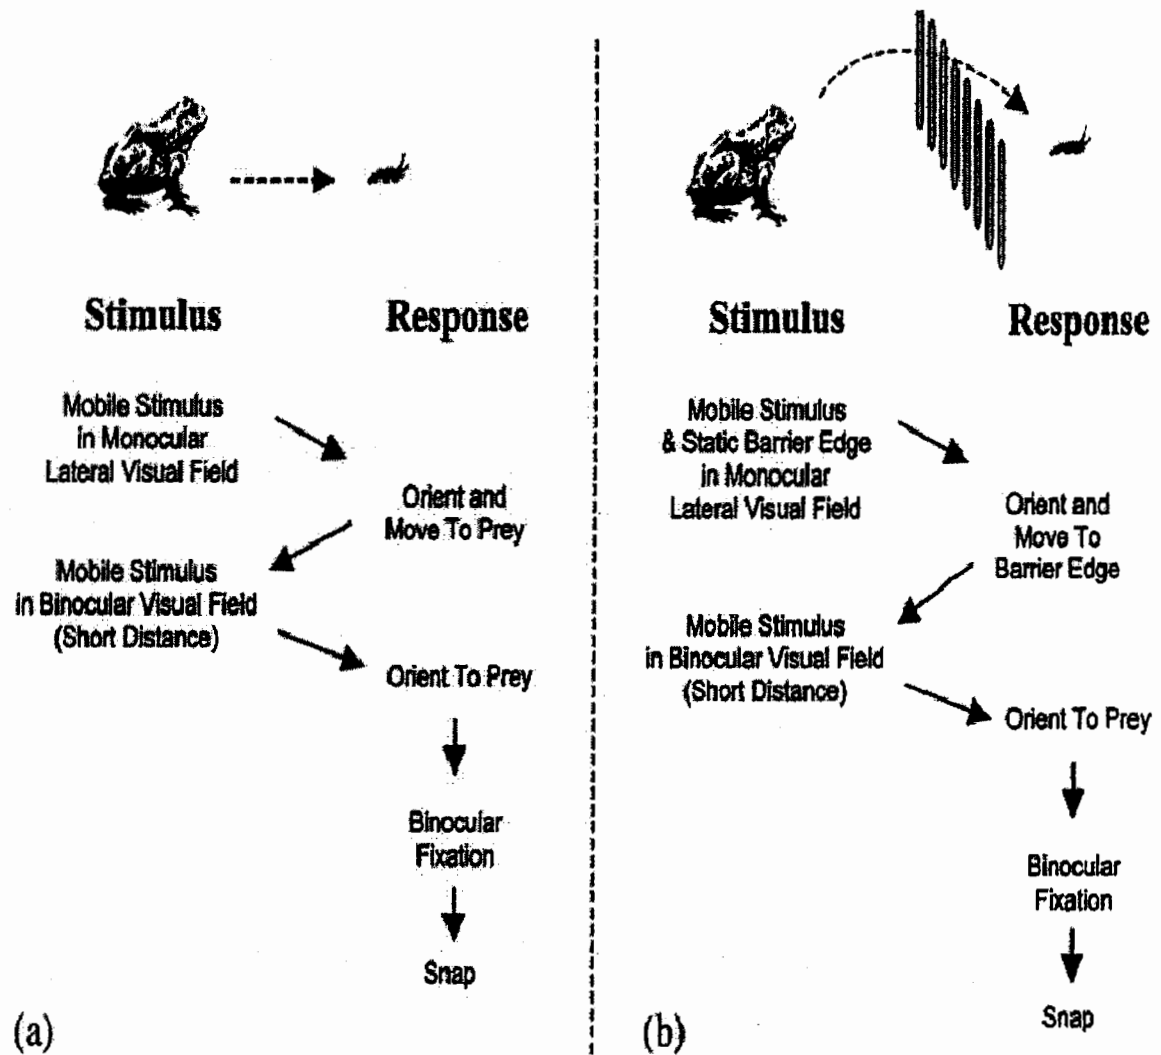 Stimulus
Response
Mobile Stimulus
in Monocular
Lateral Visual Field
Orient and
Move To Prey
Mobile Stimulus
in Binocular Visual Field
(Short Distance)
Orient To Prey
Binocular
Fixation
Snap
(a)
Stimulus
Response
Mobile Stimulus
& Static Barrier Edge
in Monocular
Lateral Visual Field
Orient and
Move To
Barrier Edge
Mobile Stimulus
in Binocular Visual Field
(Short Distance)
Orient To Prey
Binocular
Fixation
Snap
(b)